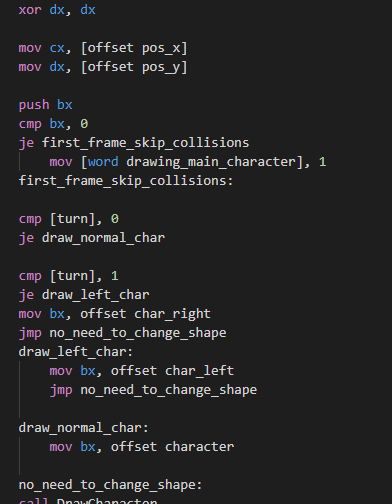 xor dx, dx
mov cx, [offset pos_x]
mov dx, [offset pos_y]
push bx
cmp bx, 0
je first_frame_skip_collisions
mov [word drawing_main_character], 1
first_frame_skip_collisions:
cmp [turn], 0
je draw_normal_char
cmp [turn], 1
je draw_left_char
mov bx, offset char_right
jmp no_need_to_change_shape
draw_left_char:
mov bx, offset char_left
jmp no_need_to_change_shape
draw_normal_char:
mov bx, offset character
no_need_to_change_shape:
call DrawCharacter